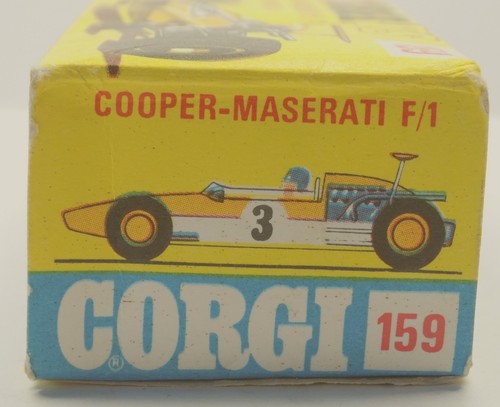 COOPER-MASERATI F/1
3
CORGI® 159